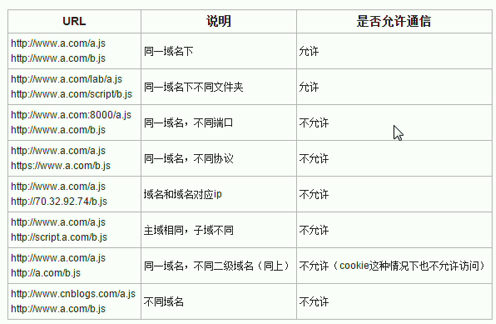 URL 说明 是否允许通信
http://www.a.com/a.js
http://www.a.com/b.js
同一域名下 允许
http://www.a.com/lab/a.js
http://www.a.com/script/b.js
同一域名下不同文件夹 允许
http://www.a.com:8000/a.js
http://www.a.com/b.js
同一域名，不同端口 不允许
http://www.a.com/a.js
https://www.a.com/b.js
同一域名，不同协议 不允许
http://www.a.com/a.js
http://70.32.92.74/b.js
域名和域名对应ip 不允许
http://www.a.com/a.js
http://script.a.com/b.js
主域相同，子域不同 不允许
http://www.a.com/a.js
http://a.com/b.js
同一域名，不同二级域名（同上） 不允许（cookie这种情况下也不允许访问）
http://www.cnblogs.com/a.js
http://www.a.com/b.js
不同域名 不允许